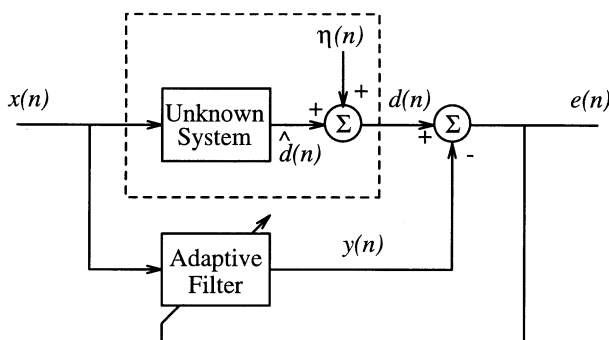 η(n)
x(n)
Unknown
System
+
+
Σ
d̂(n)
d(n)
+
Σ
-
e(n)
Adaptive
Filter
y(n)